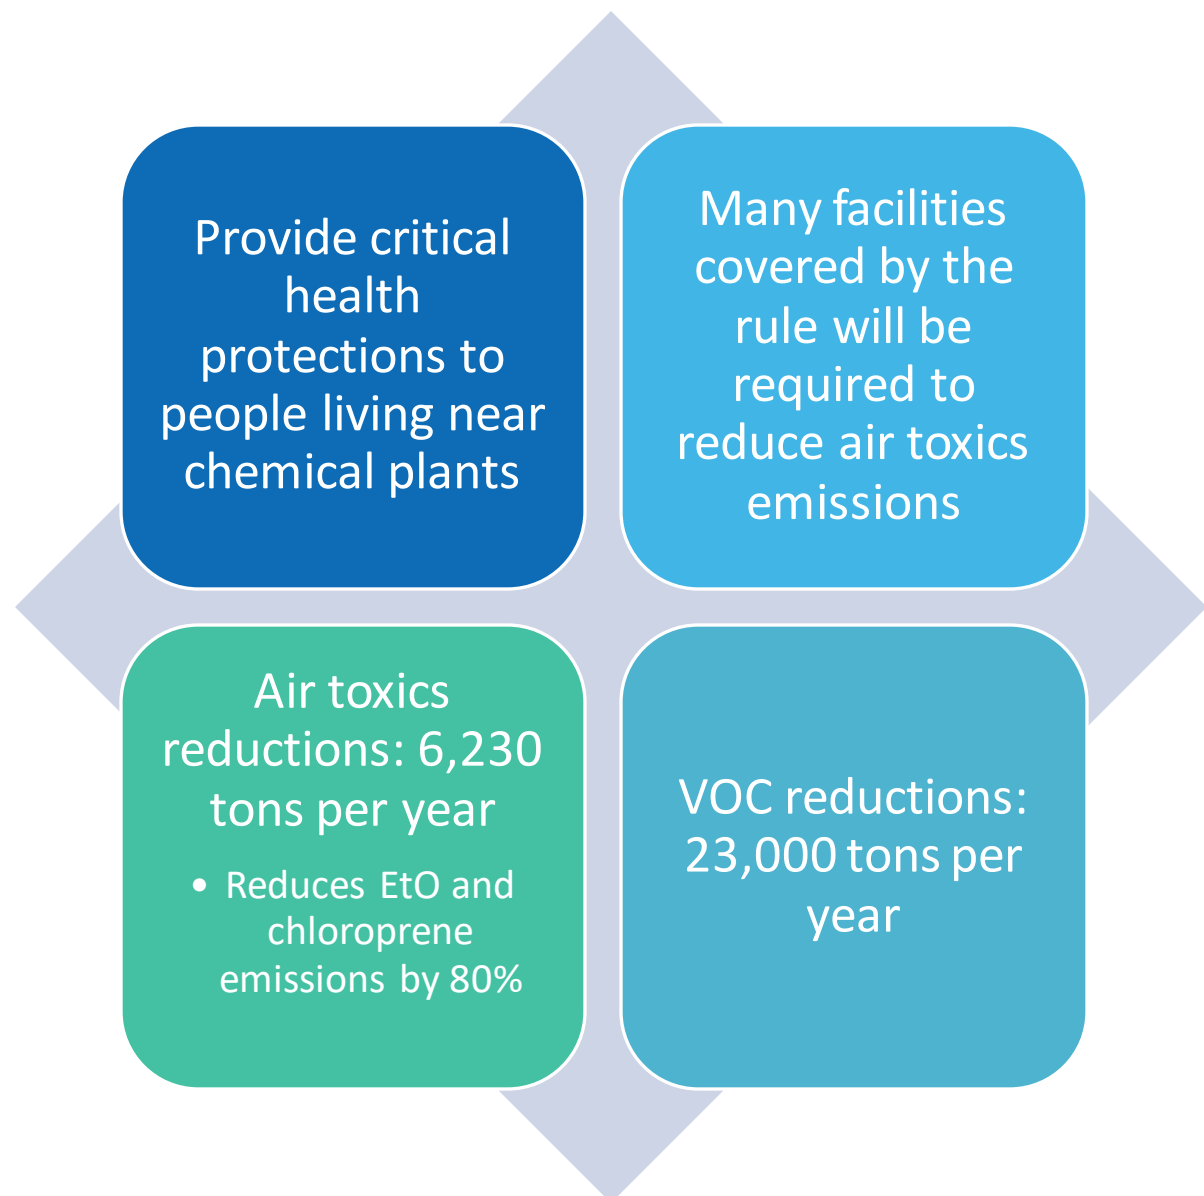 Provide critical
health
protections to
people living near
chemical plants
Many facilities
covered by the
rule will be
required to
reduce air toxics
emissions
Air toxics
reductions: 6,230
tons per year
• Reduces EtO and
chloroprene
emissions by 80%
VOC reductions:
23,000 tons per
year